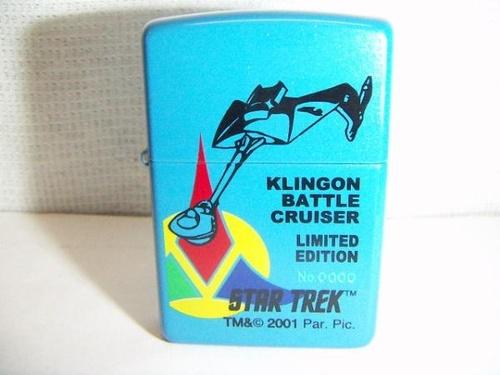 KLINGON
BATTLE
CRUISER
LIMITED
EDITION
No.0000
STAR TREK™
TM&© 2001 Par. Pic.